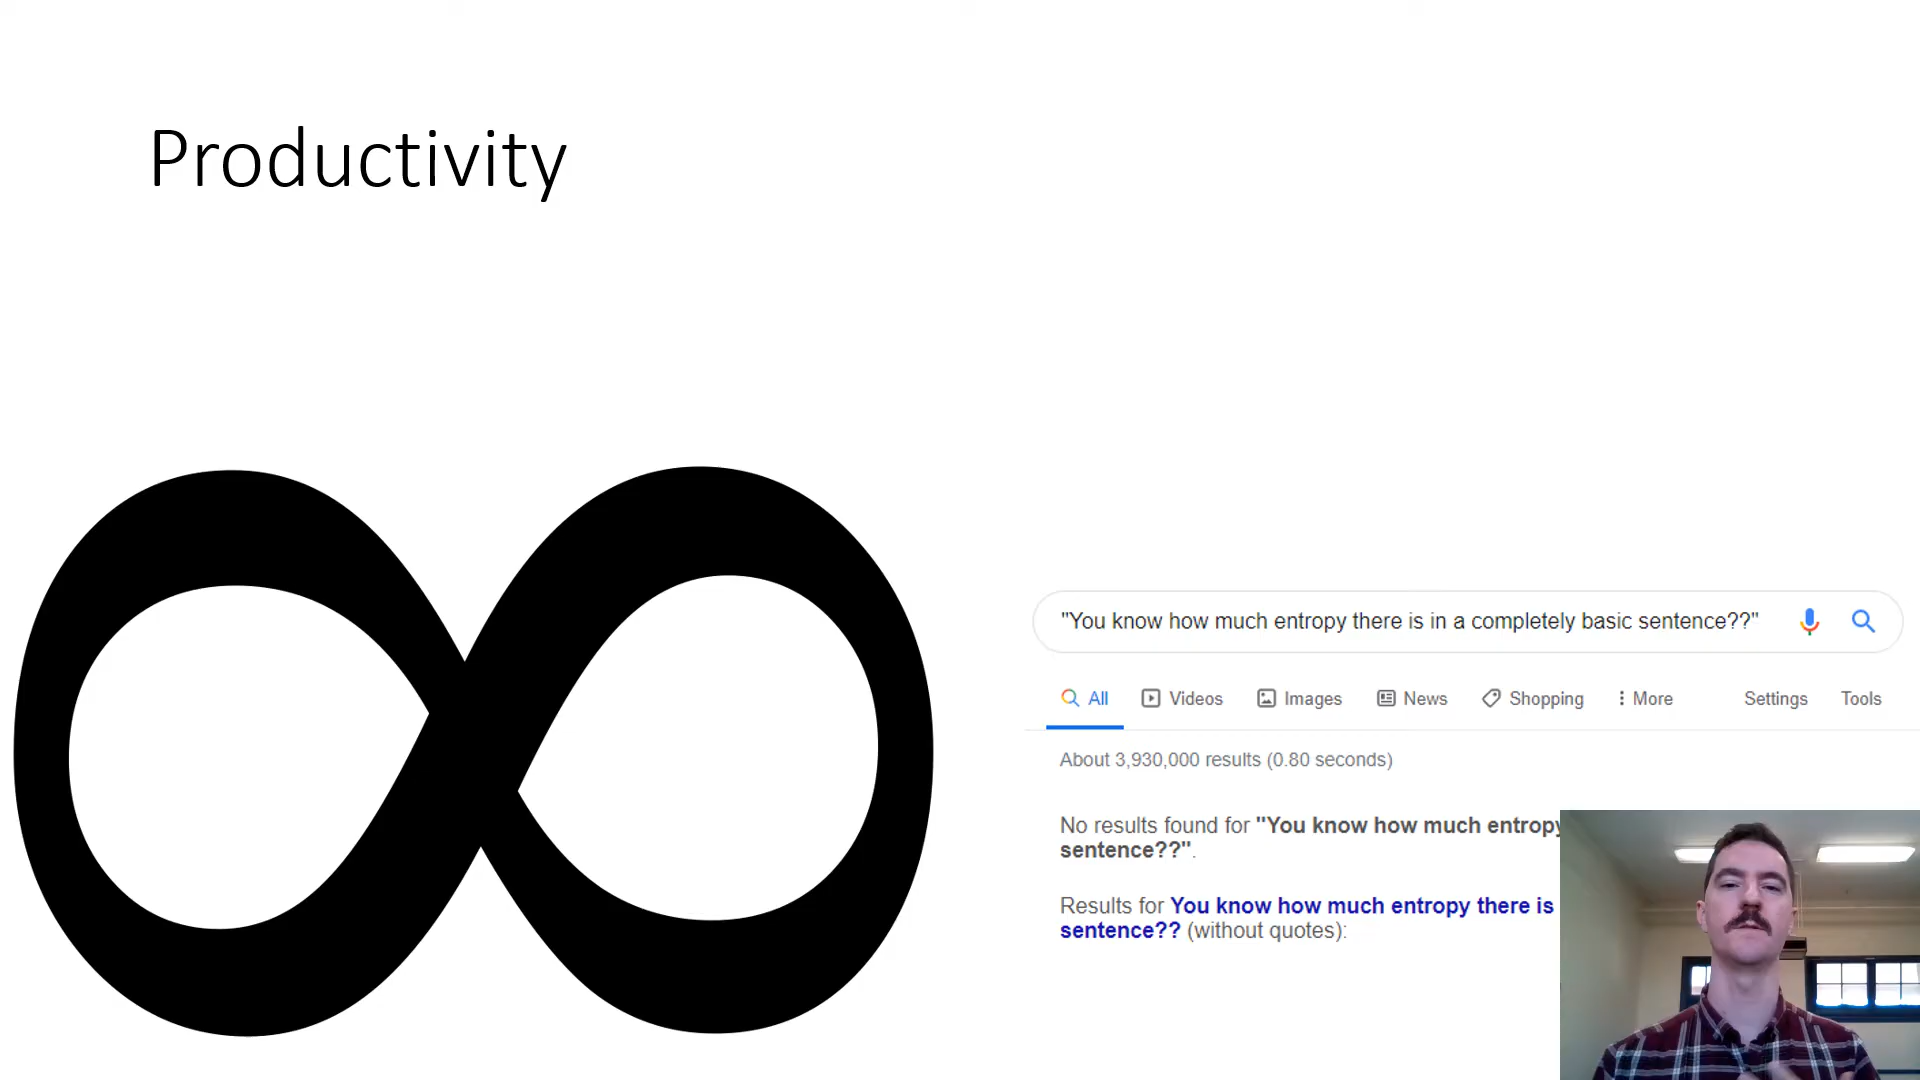 Productivity
"You know how much entropy there is in a completely basic sentence??"
All Videos Images News Shopping More Settings Tools
About 3,930,000 results (0.80 seconds)
No results found for "You know how much entropy
sentence??".
Results for You know how much entropy there is
sentence?? (without quotes):